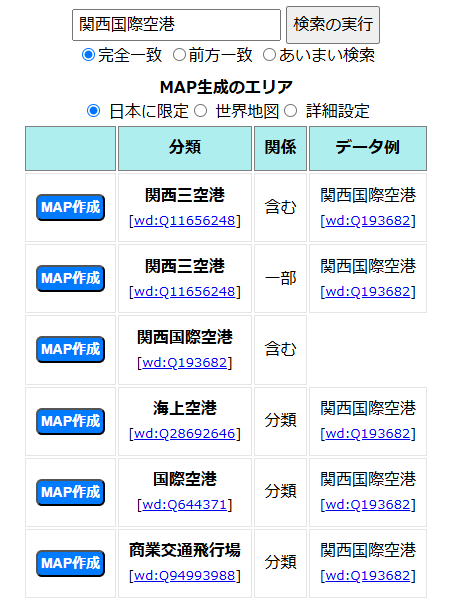 関西国際空港 検索の実行
完全一致 前方一致 あいまい検索
MAP生成のエリア
日本に限定 世界地図 詳細設定
分類 関係 データ例
MAP作成 関西三空港 [wd:Q11656248] 含む 関西国際空港 [wd:Q193682]
MAP作成 関西三空港 [wd:Q11656248] 一部 関西国際空港 [wd:Q193682]
MAP作成 関西国際空港 [wd:Q193682] 含む
MAP作成 海上空港 [wd:Q28692646] 分類 関西国際空港 [wd:Q193682]
MAP作成 国際空港 [wd:Q644371] 分類 関西国際空港 [wd:Q193682]
MAP作成 商業交通飛行場 [wd:Q94993988] 分類 関西国際空港 [wd:Q193682]